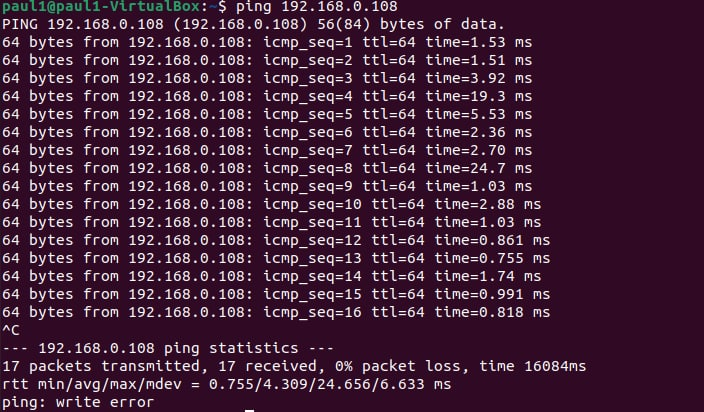 paul1@paul1-VirtualBox:~$ ping 192.168.0.108
PING 192.168.0.108 (192.168.0.108) 56(84) bytes of data.
64 bytes from 192.168.0.108: icmp_seq=1 ttl=64 time=1.53 ms
64 bytes from 192.168.0.108: icmp_seq=2 ttl=64 time=1.51 ms
64 bytes from 192.168.0.108: icmp_seq=3 ttl=64 time=3.92 ms
64 bytes from 192.168.0.108: icmp_seq=4 ttl=64 time=19.3 ms
64 bytes from 192.168.0.108: icmp_seq=5 ttl=64 time=5.53 ms
64 bytes from 192.168.0.108: icmp_seq=6 ttl=64 time=2.36 ms
64 bytes from 192.168.0.108: icmp_seq=7 ttl=64 time=2.70 ms
64 bytes from 192.168.0.108: icmp_seq=8 ttl=64 time=24.7 ms
64 bytes from 192.168.0.108: icmp_seq=9 ttl=64 time=1.03 ms
64 bytes from 192.168.0.108: icmp_seq=10 ttl=64 time=2.88 ms
64 bytes from 192.168.0.108: icmp_seq=11 ttl=64 time=1.03 ms
64 bytes from 192.168.0.108: icmp_seq=12 ttl=64 time=0.861 ms
64 bytes from 192.168.0.108: icmp_seq=13 ttl=64 time=0.755 ms
64 bytes from 192.168.0.108: icmp_seq=14 ttl=64 time=1.74 ms
64 bytes from 192.168.0.108: icmp_seq=15 ttl=64 time=0.991 ms
64 bytes from 192.168.0.108: icmp_seq=16 ttl=64 time=0.818 ms
^C
--- 192.168.0.108 ping statistics ---
17 packets transmitted, 17 received, 0% packet loss, time 16084ms
rtt min/avg/max/mdev = 0.755/4.309/24.656/6.633 ms
ping: write error